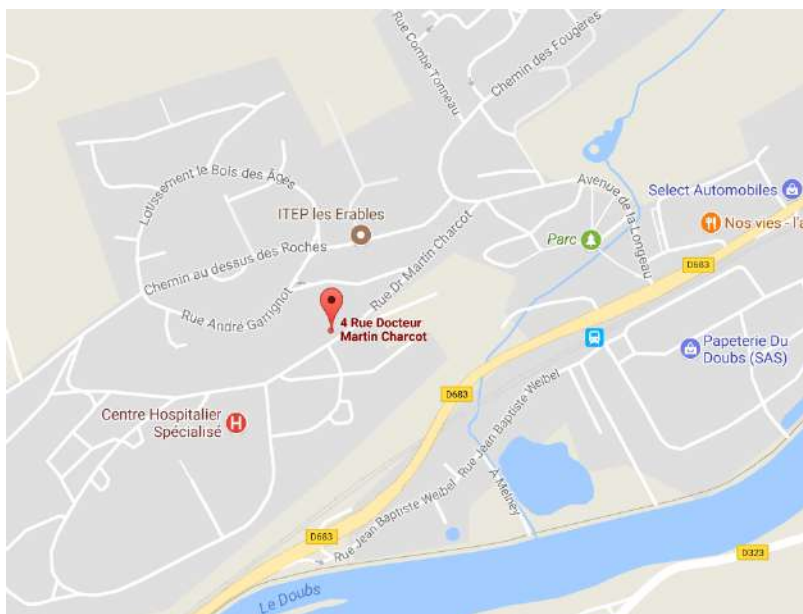 Rue Combe Tonneau
Chemin des Fougères
Lotissement le Bois des Âges
ITEP les Erables
Avenue de la Longeau
Select Automobiles
Nos vies - l'a
Parc
D683
Chemin au dessus des Roches
Rue Dr Martin Charcot
Rue André Garrignot
4 Rue Docteur
Martin Charcot
Papeterie Du
Doubs (SAS)
D683
Centre Hospitalier
Spécialisé
H
Rue Jean Baptiste Weibel
A Melney
Rue Jean Baptiste Weibel
D683
D323
Le Doubs